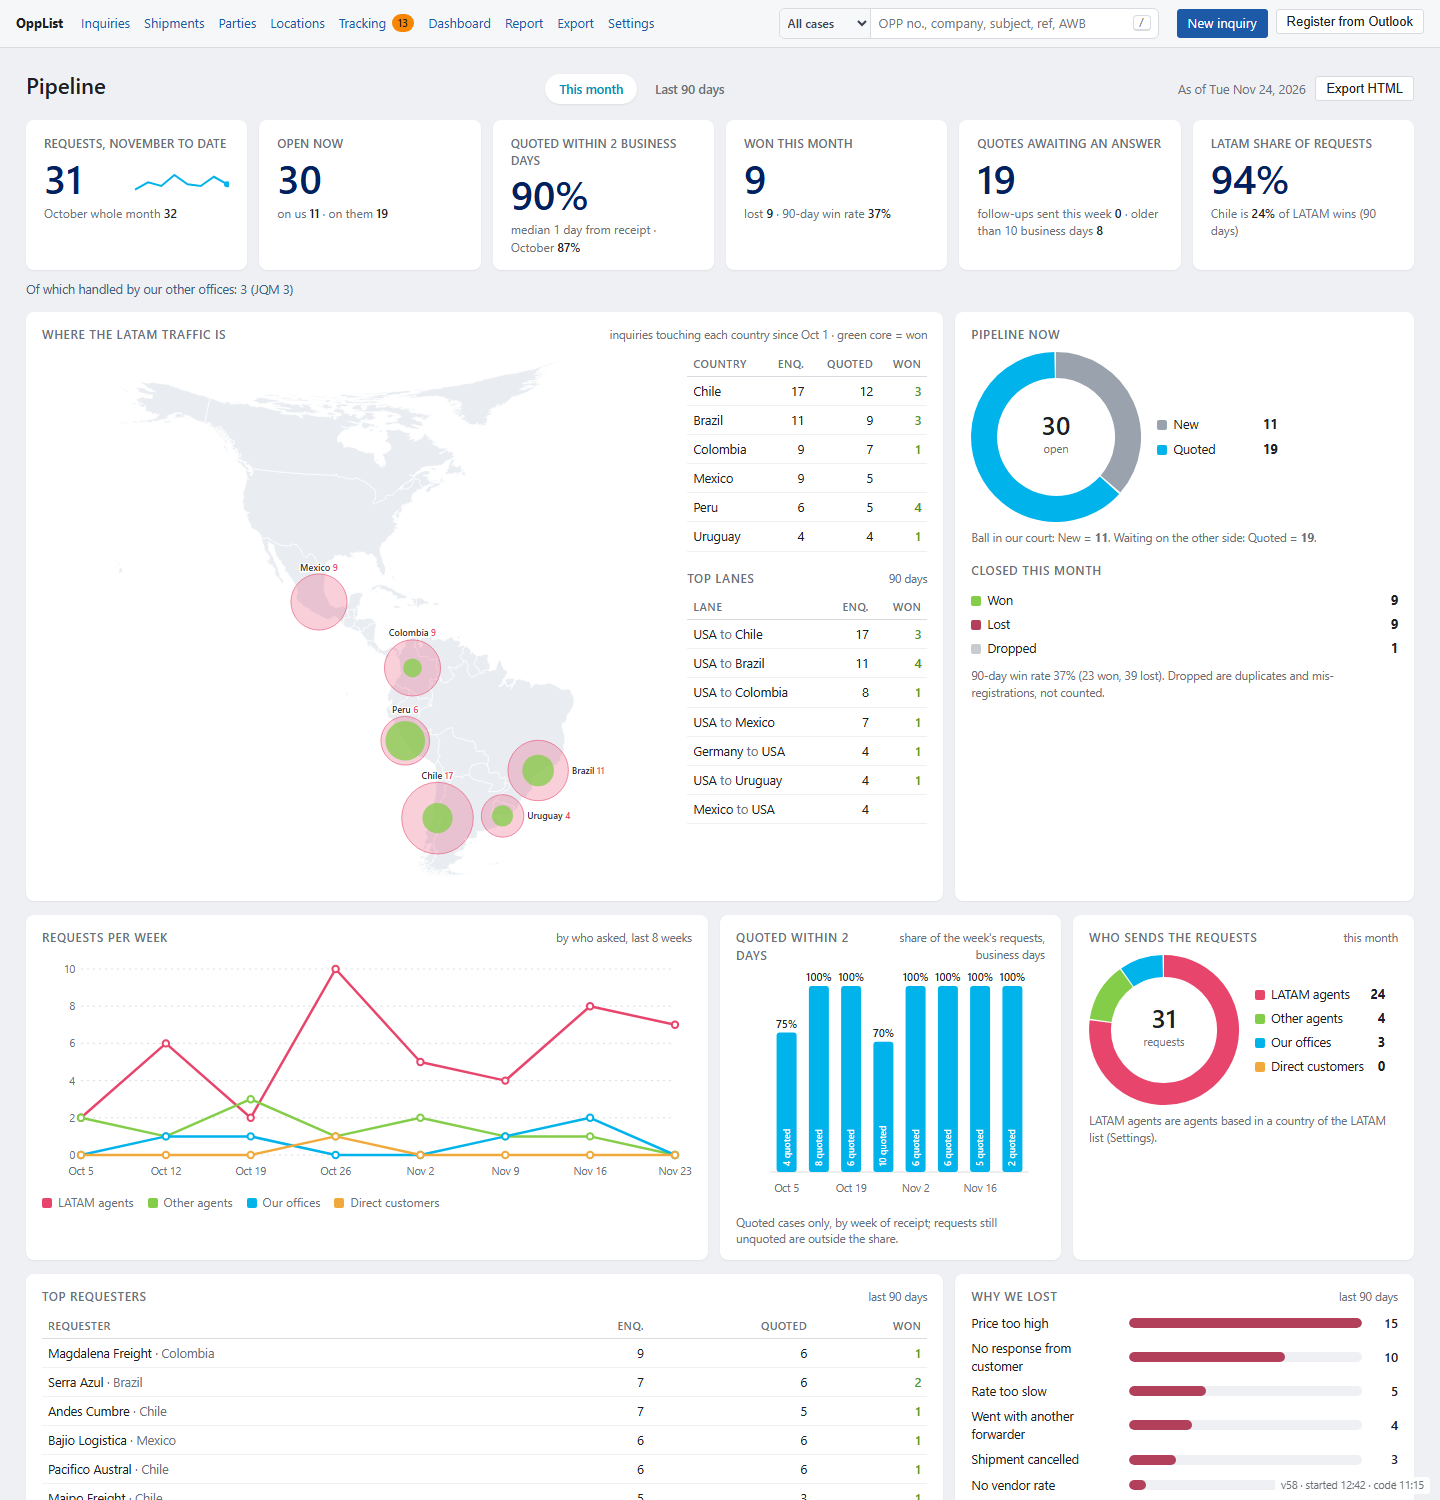 OppList Inquiries Shipments Parties Locations Tracking 13 Dashboard Report Export Settings All cases OPP no., company, subject, ref, AWB / New inquiry Register from Outlook
Pipeline This month Last 90 days As of Tue Nov 24, 2026 Export HTML
REQUESTS, NOVEMBER TO DATE
31
October whole month 32
OPEN NOW
30
on us 11 · on them 19
QUOTED WITHIN 2 BUSINESS
DAYS
90%
median 1 day from receipt ·
October 87%
WON THIS MONTH
9
lost 9 · 90-day win rate 37%
QUOTES AWAITING AN ANSWER
19
follow-ups sent this week 0 · older
than 10 business days 8
LATAM SHARE OF REQUESTS
94%
Chile is 24% of LATAM wins (90
days)
Of which handled by our other offices: 3 (JQM 3)
WHERE THE LATAM TRAFFIC IS inquiries touching each country since Oct 1 · green core = won
Mexico 9
Colombia 9
Peru 6
Chile 17
Brazil 11
Uruguay 4
COUNTRY ENQ. QUOTED WON
Chile 17 12 3
Brazil 11 9 3
Colombia 9 7 1
Mexico 9 5
Peru 6 5 4
Uruguay 4 4 1
TOP LANES 90 days
LANE ENQ. WON
USA to Chile 17 3
USA to Brazil 11 4
USA to Colombia 8 1
USA to Mexico 7 1
Germany to USA 4 1
USA to Uruguay 4 1
Mexico to USA 4
PIPELINE NOW
30
open
New 11
Quoted 19
Ball in our court: New = 11. Waiting on the other side: Quoted = 19.
CLOSED THIS MONTH
Won 9
Lost 9
Dropped 1
90-day win rate 37% (23 won, 39 lost). Dropped are duplicates and mis-
registrations, not counted.
REQUESTS PER WEEK by who asked, last 8 weeks
10
8
6
4
2
0
Oct 5 Oct 12 Oct 19 Oct 26 Nov 2 Nov 9 Nov 16 Nov 23
LATAM agents Other agents Our offices Direct customers
QUOTED WITHIN 2
DAYS
share of the week's requests,
business days
75% 100% 100% 70% 100% 100% 100% 100%
4 quoted 8 quoted 6 quoted 10 quoted 6 quoted 6 quoted 5 quoted 2 quoted
Oct 5 Oct 19 Nov 2 Nov 16
Quoted cases only, by week of receipt; requests still
unquoted are outside the share.
WHO SENDS THE REQUESTS this month
31
requests
LATAM agents 24
Other agents 4
Our offices 3
Direct customers 0
LATAM agents are agents based in a country of the LATAM
list (Settings).
TOP REQUESTERS last 90 days
REQUESTER ENQ. QUOTED WON
Magdalena Freight · Colombia 9 6 1
Serra Azul · Brazil 7 6 2
Andes Cumbre · Chile 7 5 1
Bajio Logistica · Mexico 6 6 1
Pacifico Austral · Chile 6 6 1
Maipo Freight · Chile 5 3 1
WHY WE LOST last 90 days
Price too high 15
No response from
customer 10
Rate too slow 5
Went with another
forwarder 4
Shipment cancelled 3
No vendor rate
v58 · started 12:42 · code 11:15